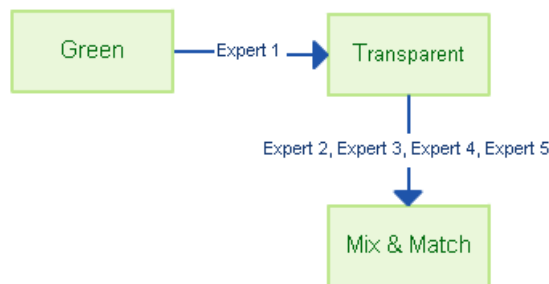 Green
Expert 1
Transparent
Expert 2, Expert 3, Expert 4, Expert 5
Mix & Match